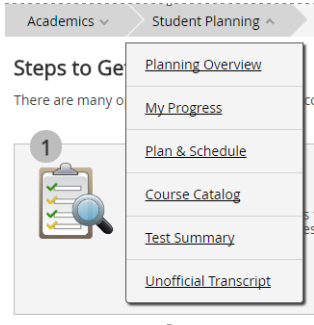 Academics Student Planning
Planning Overview
Steps to Ge
There are many o
My Progress
1
Plan & Schedule
Course Catalog
Test Summary
Unofficial Transcript